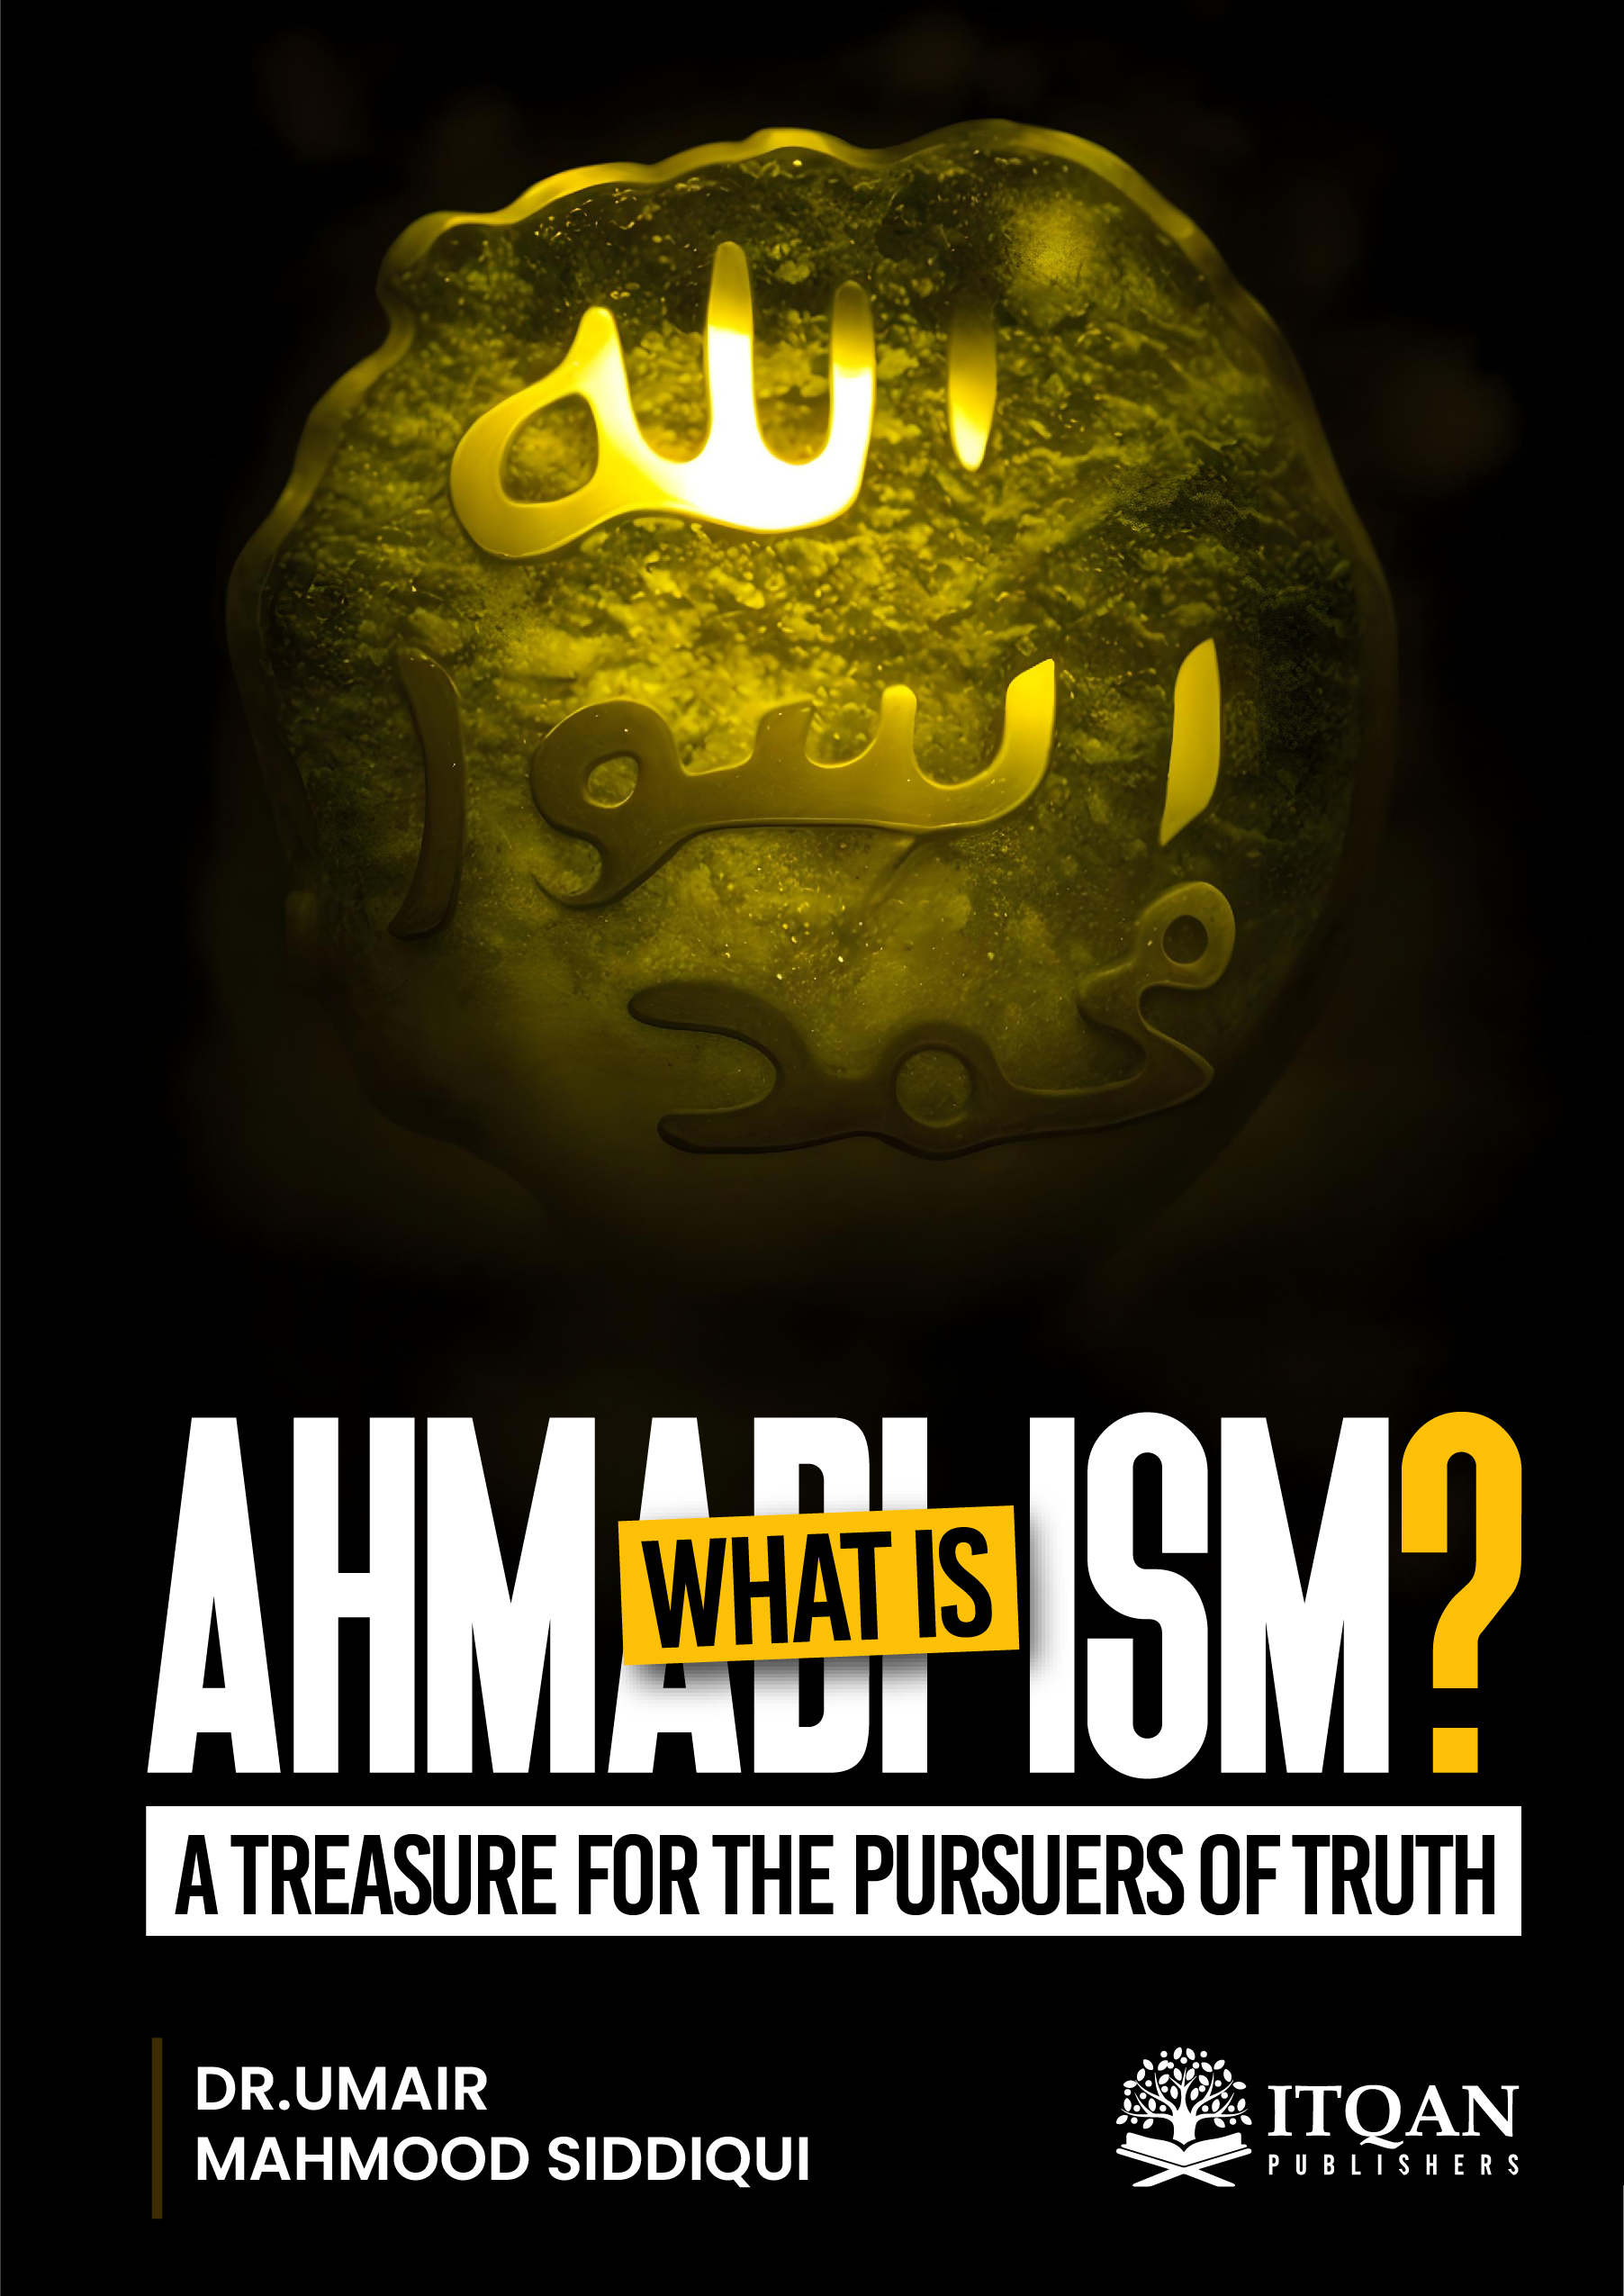 الله
رسول
محمد
WHAT IS
AHMADI ISM?
A TREASURE FOR THE PURSUERS OF TRUTH
DR.UMAIR
MAHMOOD SIDDIQUI
ITQAN
PUBLISHERS